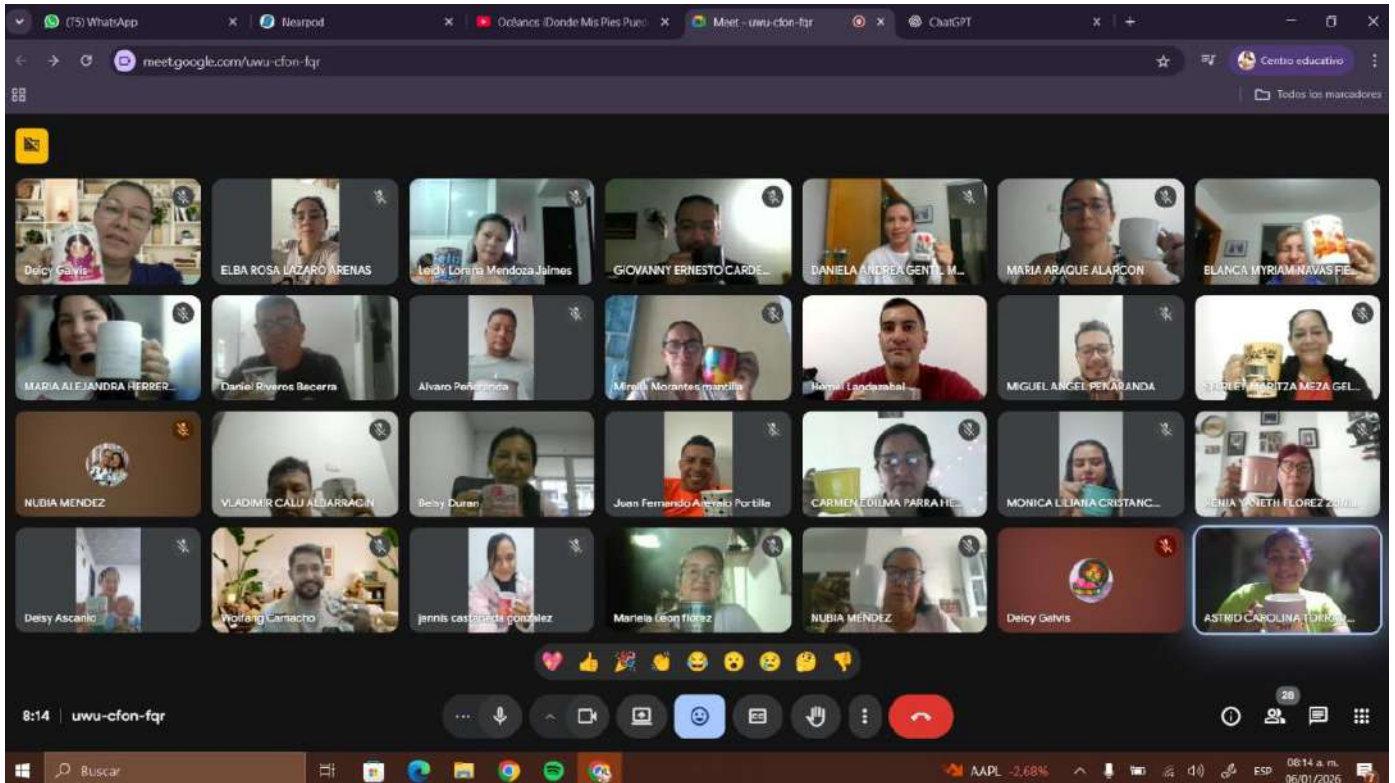 (75) WhatsApp
Nearpod
Océanos (Donde Mis Pies Pued
Meet - uwu-cfon-fqr
ChatGPT
meet.google.com/uwu-cfon-fqr
Centro educativo
Todos los marcadores
Deicy Galvis
ELBA ROSA LAZARO ARENAS
Leidy Lorena Mendoza Jaimes
GIOVANNY ERNESTO CARDE...
DANIELA ANDREA GENTIL M...
MARIA ARAQUE ALARCON
BLANCA MYRIAM NAVAS FIE...
MARIA ALEJANDRA HERRER...
Daniel Riveros Becerra
Alvaro Peñaranda
Mirella Morantes mantilla
Hemel Landazabal
MIGUEL ANGEL PEÑARANDA
MARITZA MEZA GEL...
NUBIA MENDEZ
VLADIMIR CALU ALBARRACIN
Belsy Duran
Juan Fernando Arevalo Portilla
CARMEN EDILMA PARRA HE...
MONICA LILIANA CRISTANC...
XENIA YANETH FLOREZ
Deisy Ascanio
Wolfang Camacho
jennis castañeda gonzález
Mariela Leon florez
NUBIA MENDEZ
Deicy Galvis
ASTRID CAROLINA TORRADO...
8:14 | uwu-cfon-fqr
28
Buscar
AAPL -2,68%
ESP
08:14 a. m.
06/01/2026